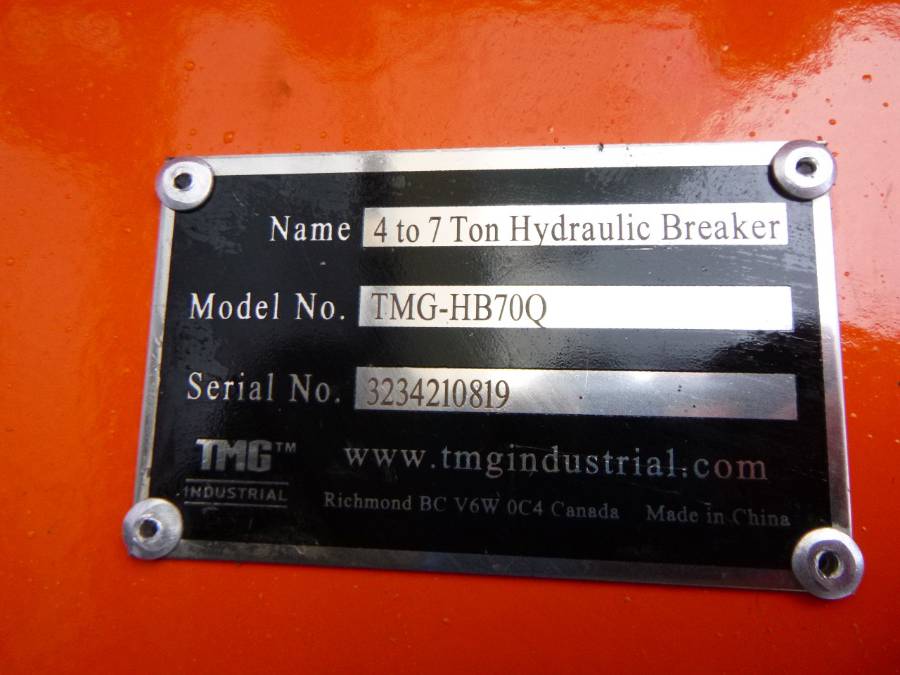 Name 4 to 7 Ton Hydraulic Breaker
Model No. TMG-HB70Q
Serial No. 3234210819
TMG™ www.tmgindustrial.com
INDUSTRIAL Richmond BC V6W 0C4 Canada Made in China